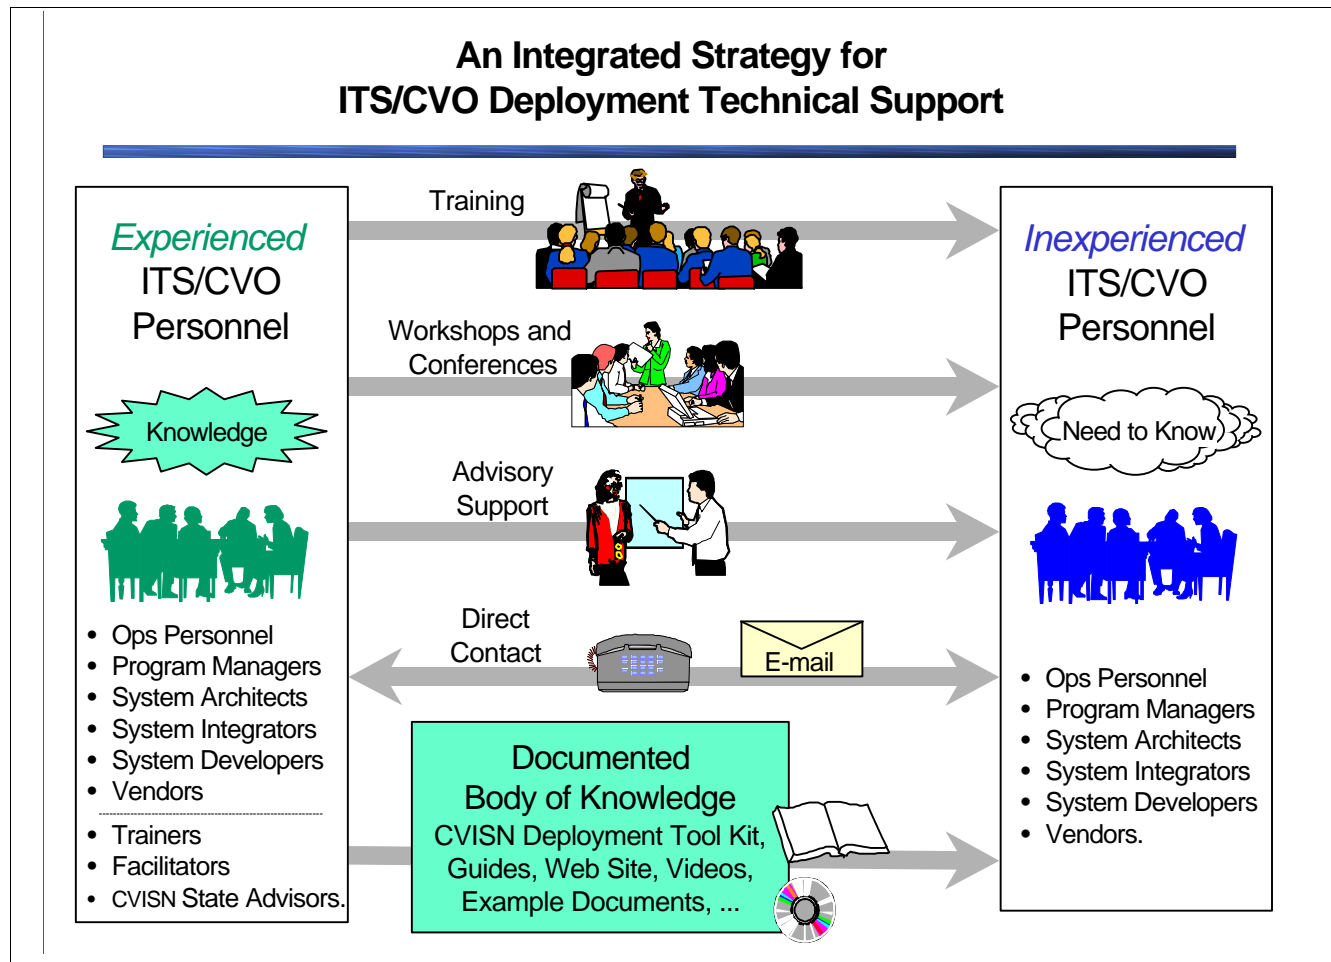 An Integrated Strategy for
ITS/CVO Deployment Technical Support
Experienced
ITS/CVO
Personnel
Knowledge
• Ops Personnel
• Program Managers
• System Architects
• System Integrators
• System Developers
• Vendors
• Trainers
• Facilitators
• CVISN State Advisors.
Training
Workshops and
Conferences
Advisory
Support
Direct
Contact
E-mail
Documented
Body of Knowledge
CVISN Deployment Tool Kit,
Guides, Web Site, Videos,
Example Documents, ...
Inexperienced
ITS/CVO
Personnel
Need to Know
• Ops Personnel
• Program Managers
• System Architects
• System Integrators
• System Developers
• Vendors.